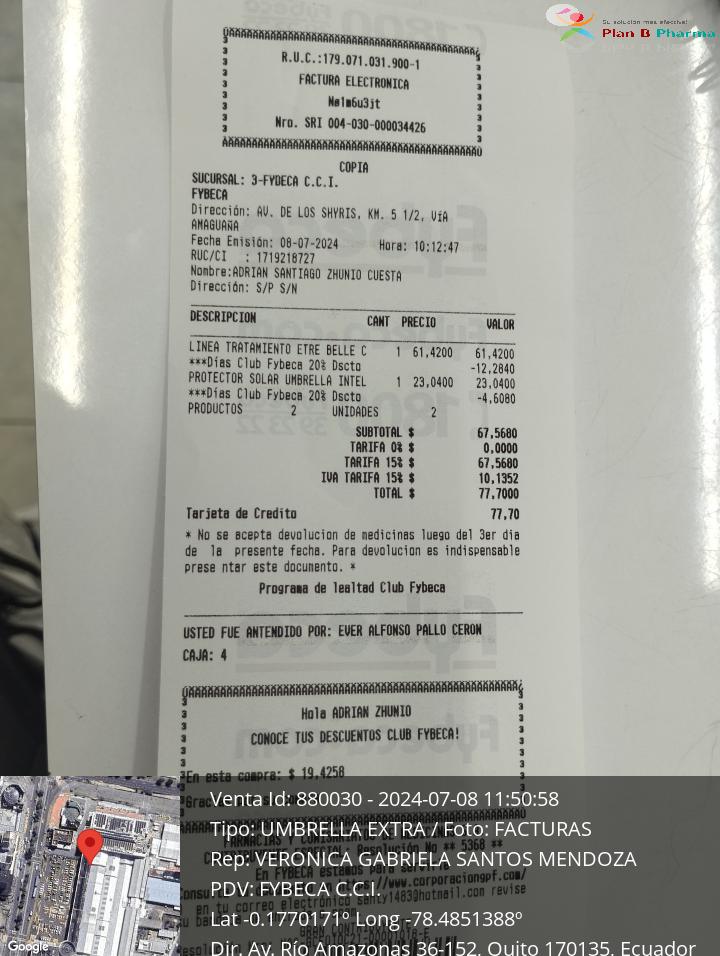 Su solución más efectiva!
Plan B Pharma
R.U.C.:179.071.031.900-1
FACTURA ELECTRONICA
Nø1m6u3jt
Nro. SRI 004-030-000034426
COPIA
SUCURSAL: 3-FYBECA C.C.I.
FYBECA
Dirección: AV. DE LOS SHYRIS, KM. 5 1/2, VíA
AMAGUAÑA
Fecha Emisión: 08-07-2024 Hora: 10:12:47
RUC/CI : 1719218727
Nombre:ADRIAN SANTIAGO ZHUNIO CUESTA
Dirección: S/P S/N
DESCRIPCION CANT PRECIO VALOR
LINEA TRATAMIENTO ETRE BELLE C 1 61,4200 61,4200
***Días Club Fybeca 20% Dscto -12,2840
PROTECTOR SOLAR UMBRELLA INTEL 1 23,0400 23,0400
***Días Club Fybeca 20% Dscto -4,6080
PRODUCTOS 2 UNIDADES 2
SUBTOTAL $ 67,5680
TARIFA 0% $ 0,0000
TARIFA 15% $ 67,5680
IVA TARIFA 15% $ 10,1352
TOTAL $ 77,7000
Tarjeta de Credito 77,70
* No se acepta devolucion de medicinas luego del 3er dia
de la presente fecha. Para devolucion es indispensable
prese ntar este documento. *
Programa de lealtad Club Fybeca
USTED FUE ANTENDIDO POR: EVER ALFONSO PALLO CERON
CAJA: 4
Hola ADRIAN ZHUNIO
CONOCE TUS DESCUENTOS CLUB FYBECA!
En esta compra: $ 19,4258
Venta Id: 880030 - 2024-07-08 11:50:58
Tipo: UMBRELLA EXTRA / Foto: FACTURAS
Rep: VERONICA GABRIELA SANTOS MENDOZA
PDV: FYBECA C.C.I.
Lat -0.1770171º Long -78.4851388º
Dir. Av. Río Amazonas 36-152, Quito 170135, Ecuador
Google